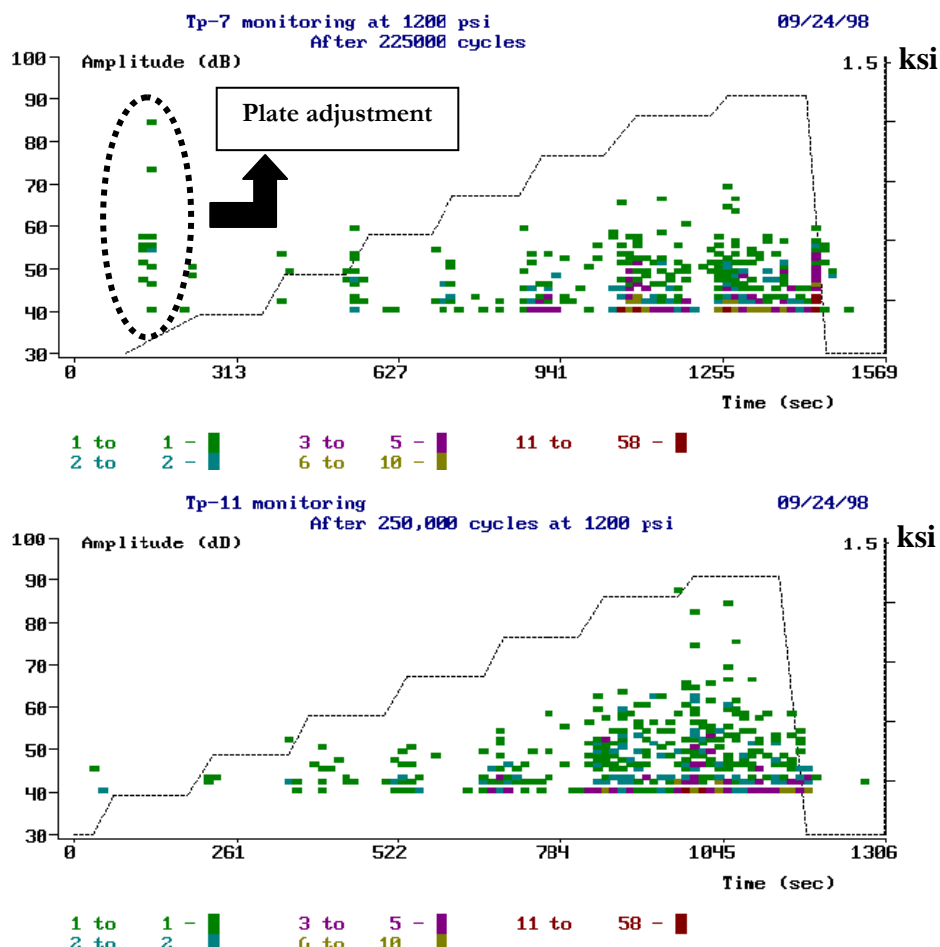 Tp-7 monitoring at 1200 psi 09/24/98
After 225000 cycles
Amplitude (dB)
1.5 ksi
100
90
80
70
60
50
40
30
Plate adjustment
0 313 627 941 1255 1569
Time (sec)
1 to 1 - 3 to 5 - 11 to 58 -
2 to 2 - 6 to 10 -
Tp-11 monitoring 09/24/98
After 250,000 cycles at 1200 psi
Amplitude (dD)
1.5 ksi
100
90
80
70
60
50
40
30
0 261 522 784 1045 1306
Time (sec)
1 to 1 - 3 to 5 - 11 to 58 -
2 to 2 6 to 10